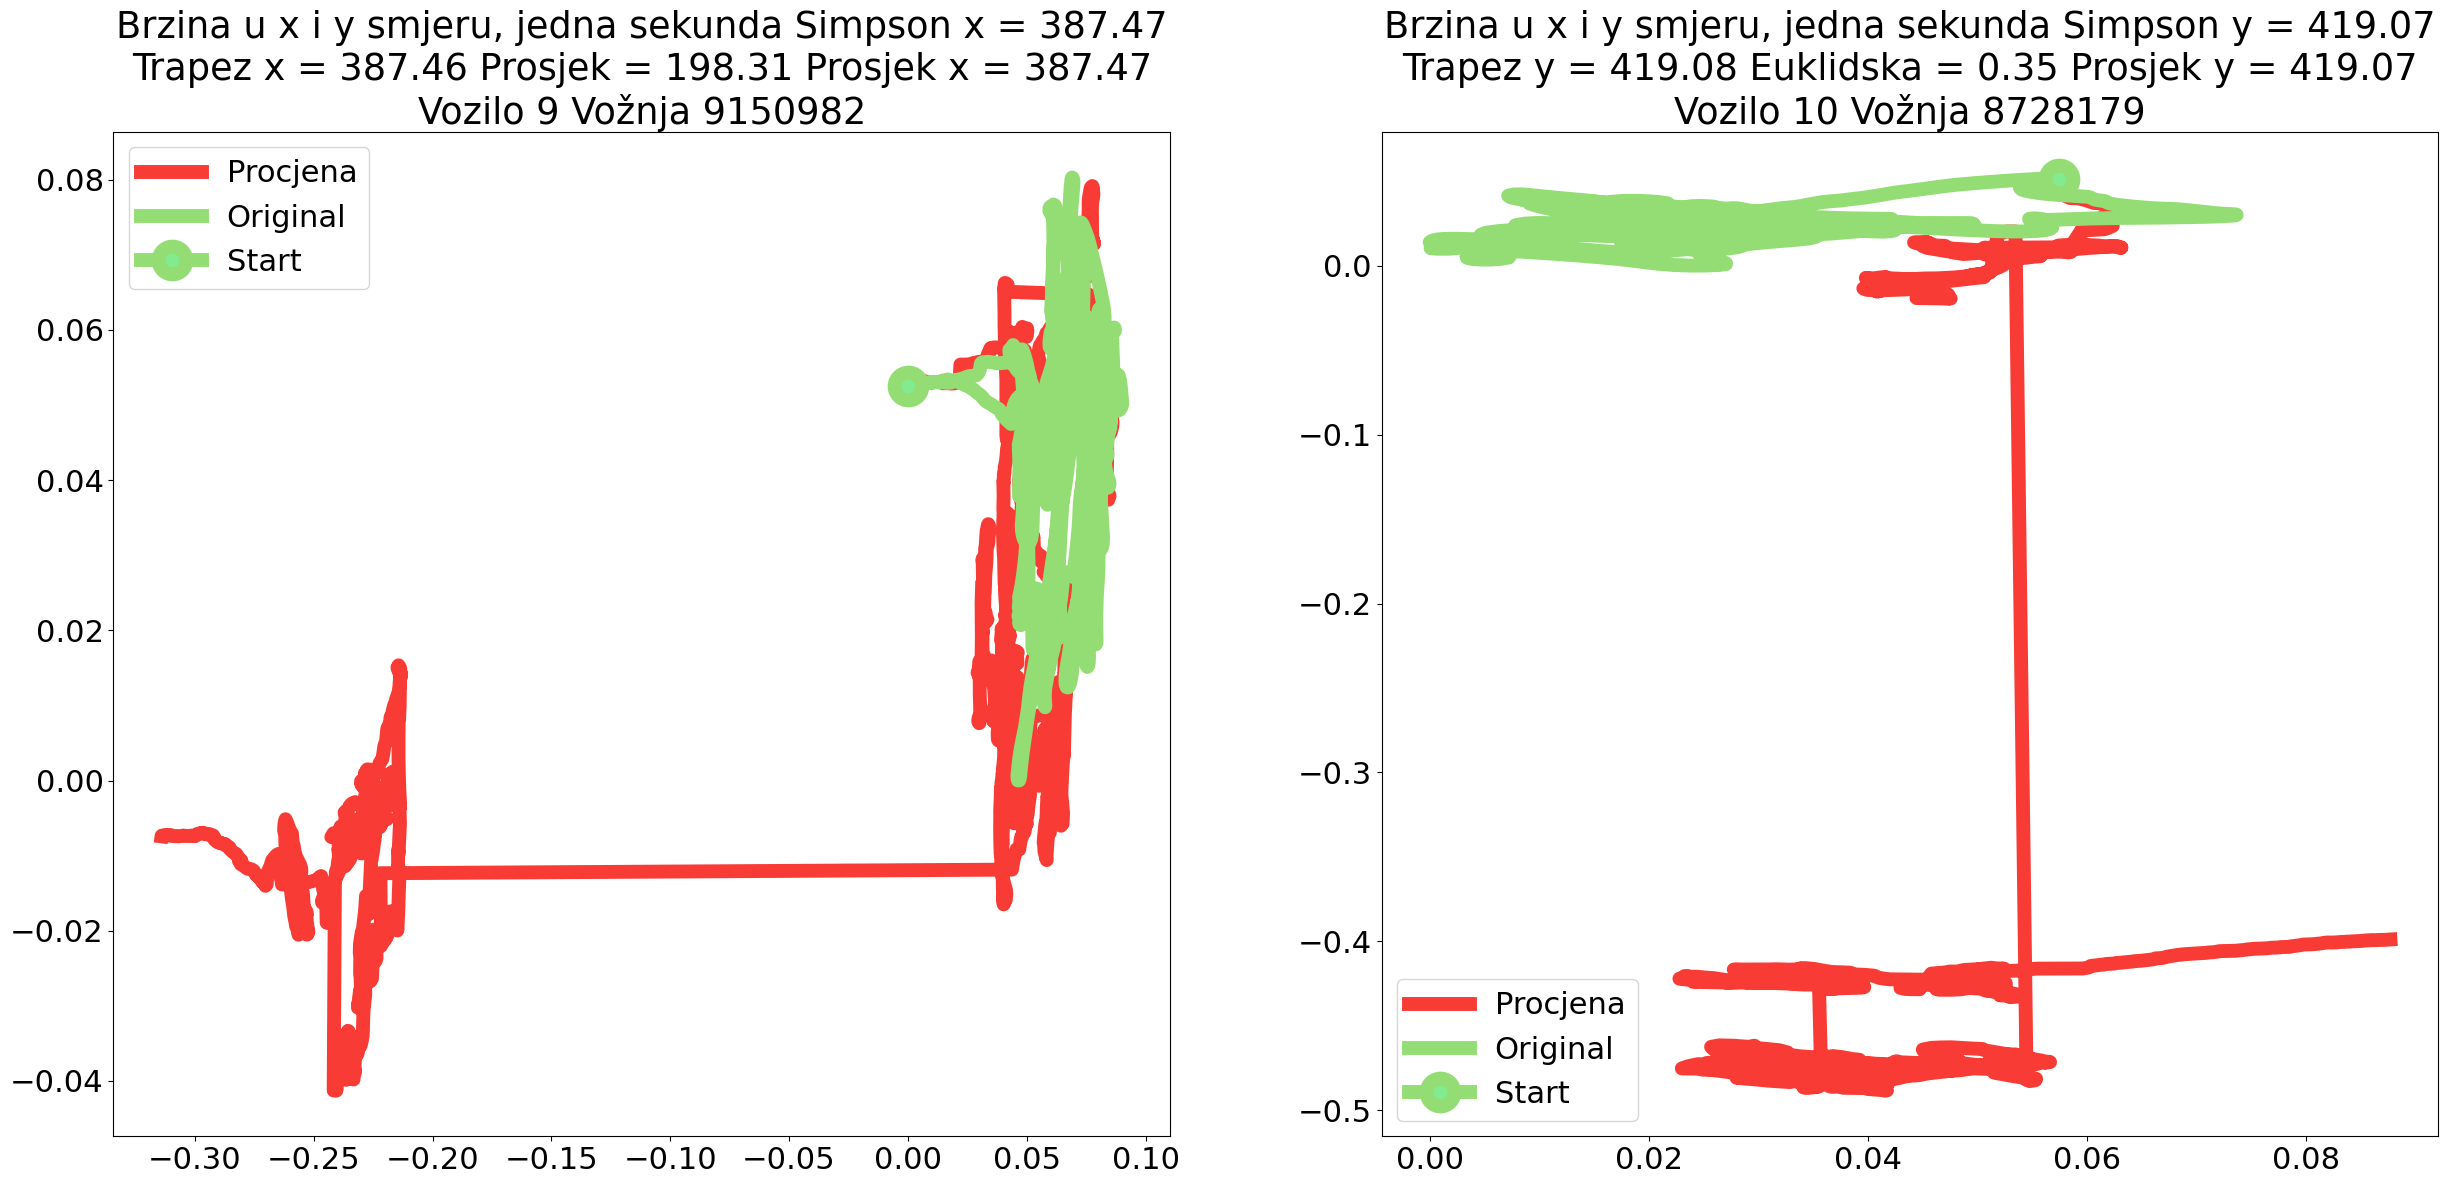 Brzina u x i y smjeru, jedna sekunda Simpson x = 387.47
Trapez x = 387.46 Prosjek = 198.31 Prosjek x = 387.47
Vozilo 9 Vožnja 9150982
Procjena
Original
Start
0.08
0.06
0.04
0.02
0.00
−0.02
−0.04
−0.30
−0.25
−0.20
−0.15
−0.10
−0.05
0.00
0.05
0.10
Brzina u x i y smjeru, jedna sekunda Simpson y = 419.07
Trapez y = 419.08 Euklidska = 0.35 Prosjek y = 419.07
Vozilo 10 Vožnja 8728179
0.0
−0.1
−0.2
−0.3
−0.4
−0.5
Procjena
Original
Start
0.00
0.02
0.04
0.06
0.08